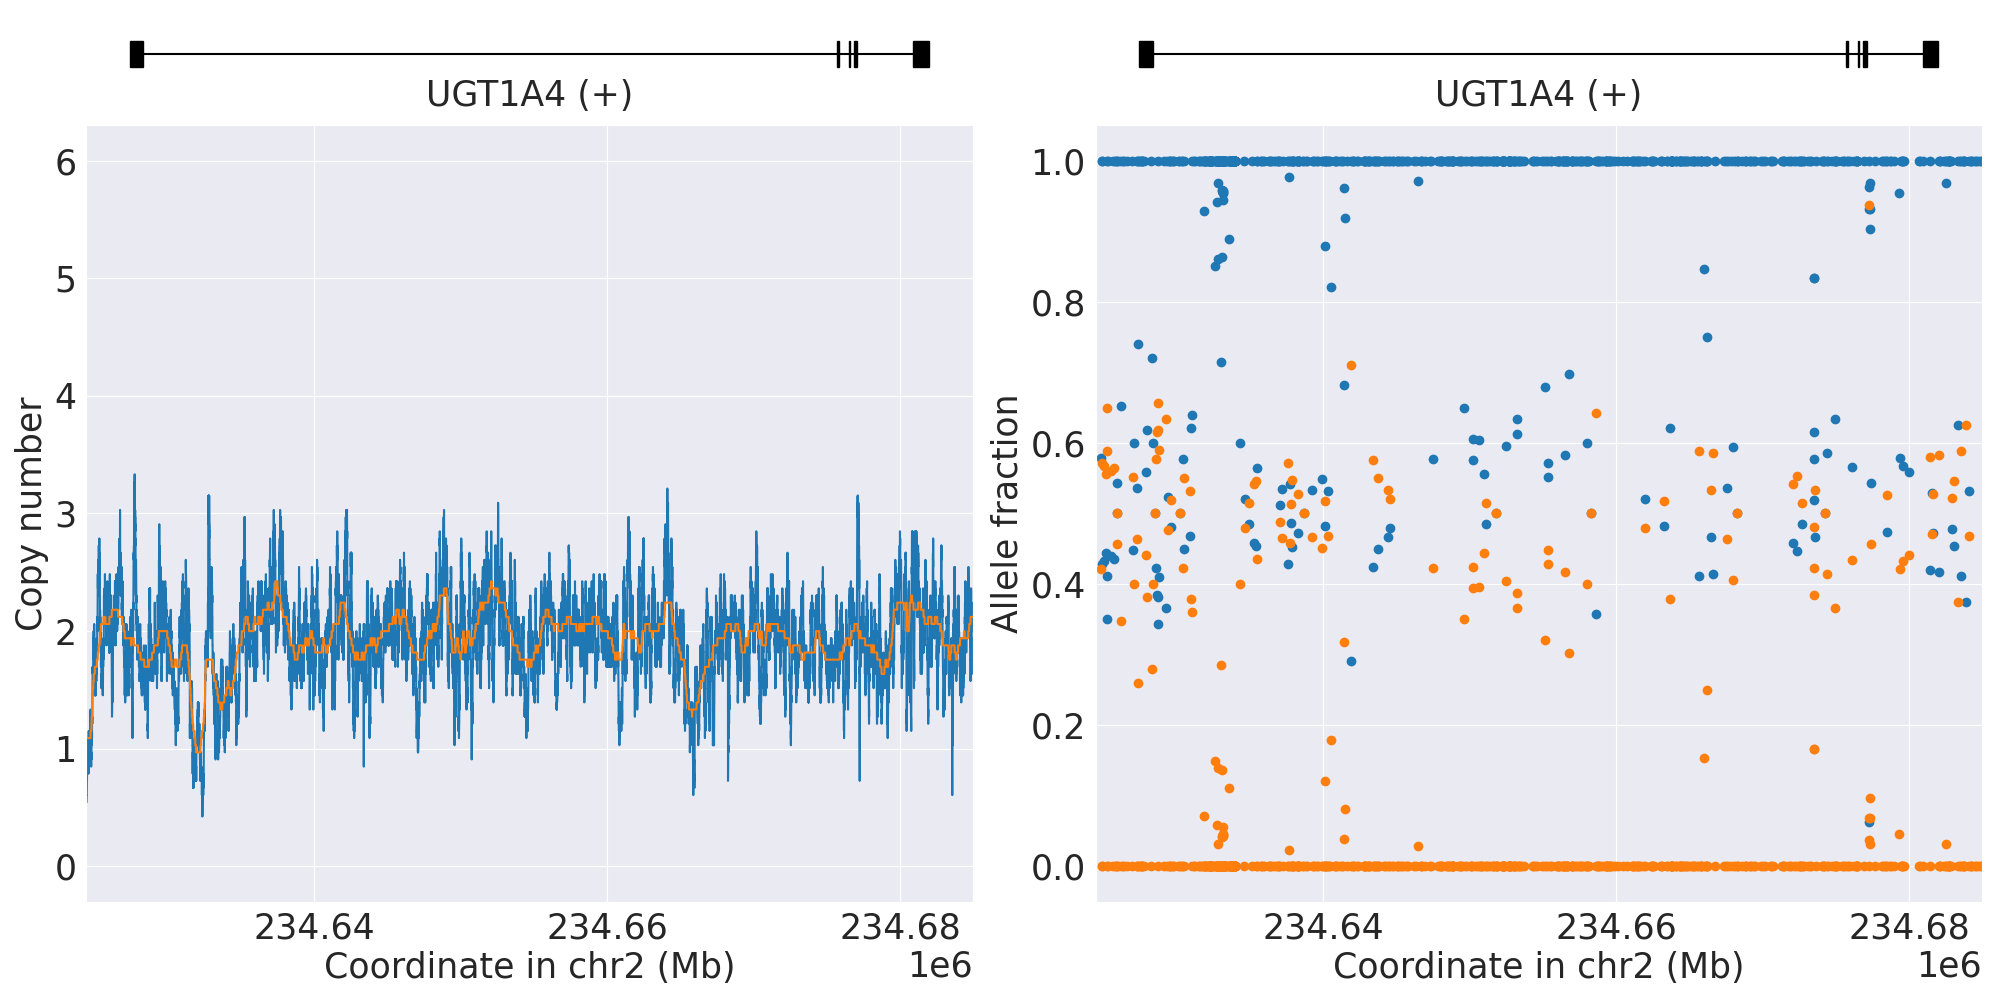 UGT1A4 (+)
6
5
4
3
2
1
0
Copy number
234.64 234.66 234.68
1e6
Coordinate in chr2 (Mb)
UGT1A4 (+)
1.0
0.8
0.6
0.4
0.2
0.0
Allele fraction
234.64 234.66 234.68
1e6
Coordinate in chr2 (Mb)